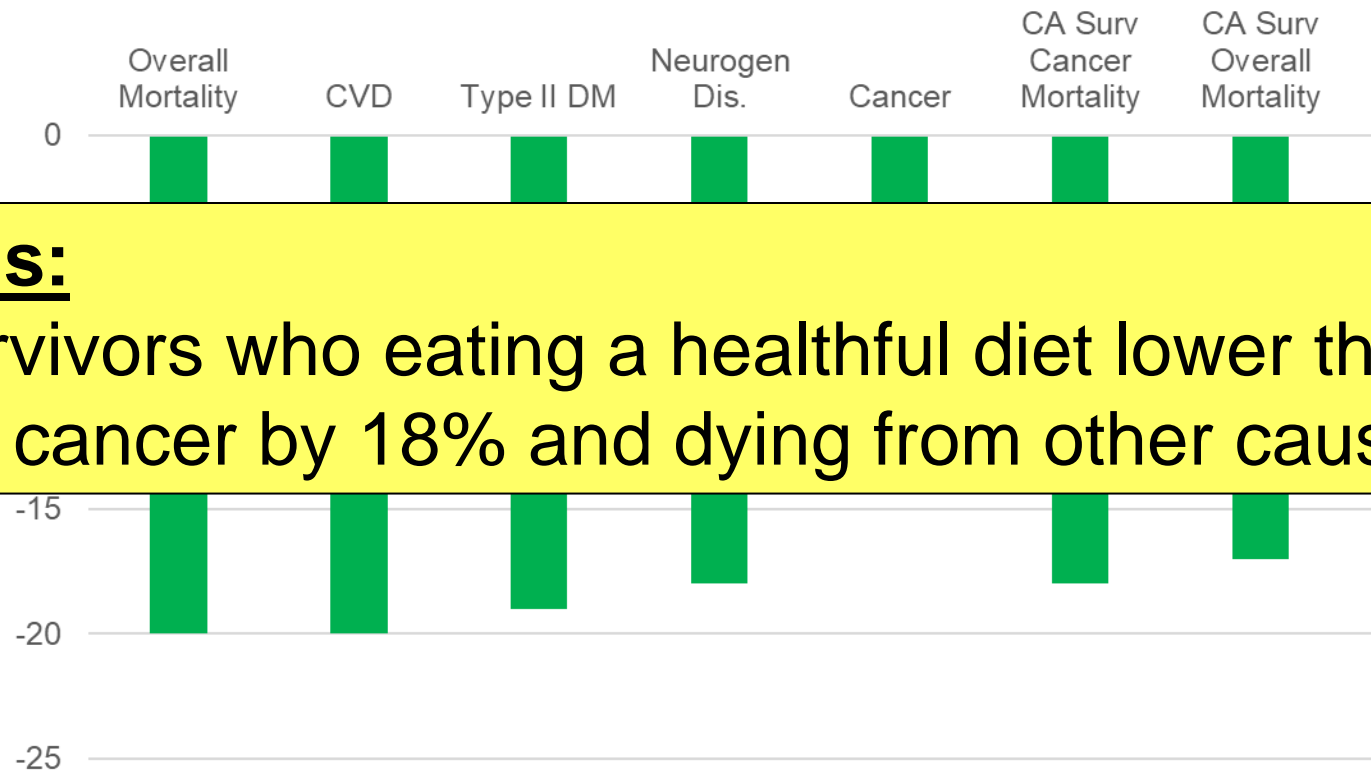 CA Surv CA Surv
Overall Neurogen Cancer Overall
Mortality CVD Type II DM Dis. Cancer Mortality Mortality
0
s:
rvivors who eating a healthful diet lower th
cancer by 18% and dying from other caus
-15
-20
-25